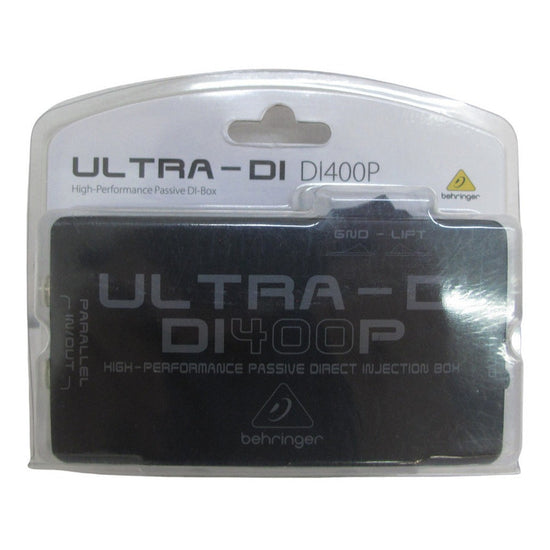 ULTRA-DI DI400P
High-Performance Passive DI-Box
behringer
GND - LIFT
PARALLEL
IN/OUT
ULTRA-DI
DI400P
HIGH-PERFORMANCE PASSIVE DIRECT INJECTION BOX
behringer